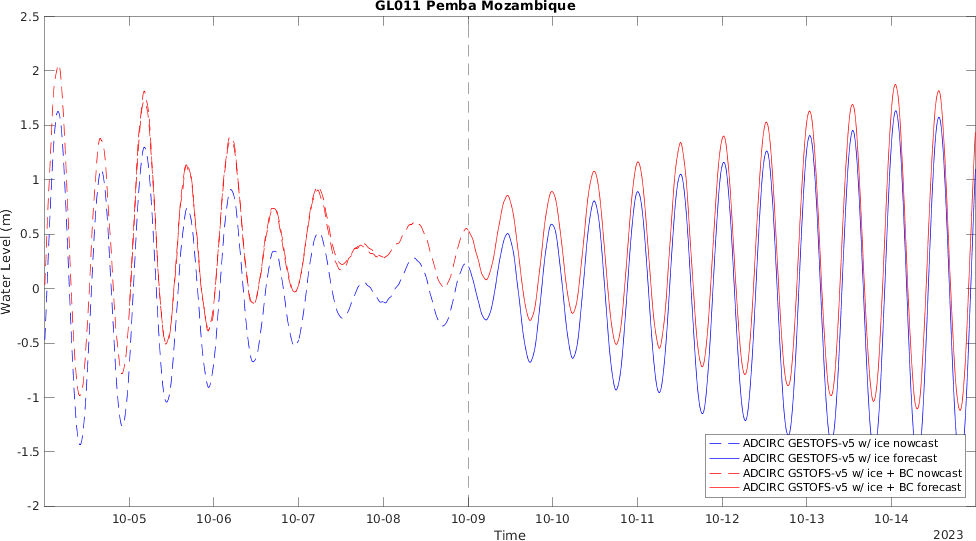 GL011 Pemba Mozambique
2.5
2
1.5
1
0.5
0
-0.5
-1
-1.5
-2
Water Level (m)
ADCIRC GESTOFS-v5 w/ ice nowcast
ADCIRC GESTOFS-v5 w/ ice forecast
ADCIRC GSTOFS-v5 w/ ice + BC nowcast
ADCIRC GSTOFS-v5 w/ ice + BC forecast
10-05 10-06 10-07 10-08 10-09 10-10 10-11 10-12 10-13 10-14
Time
2023